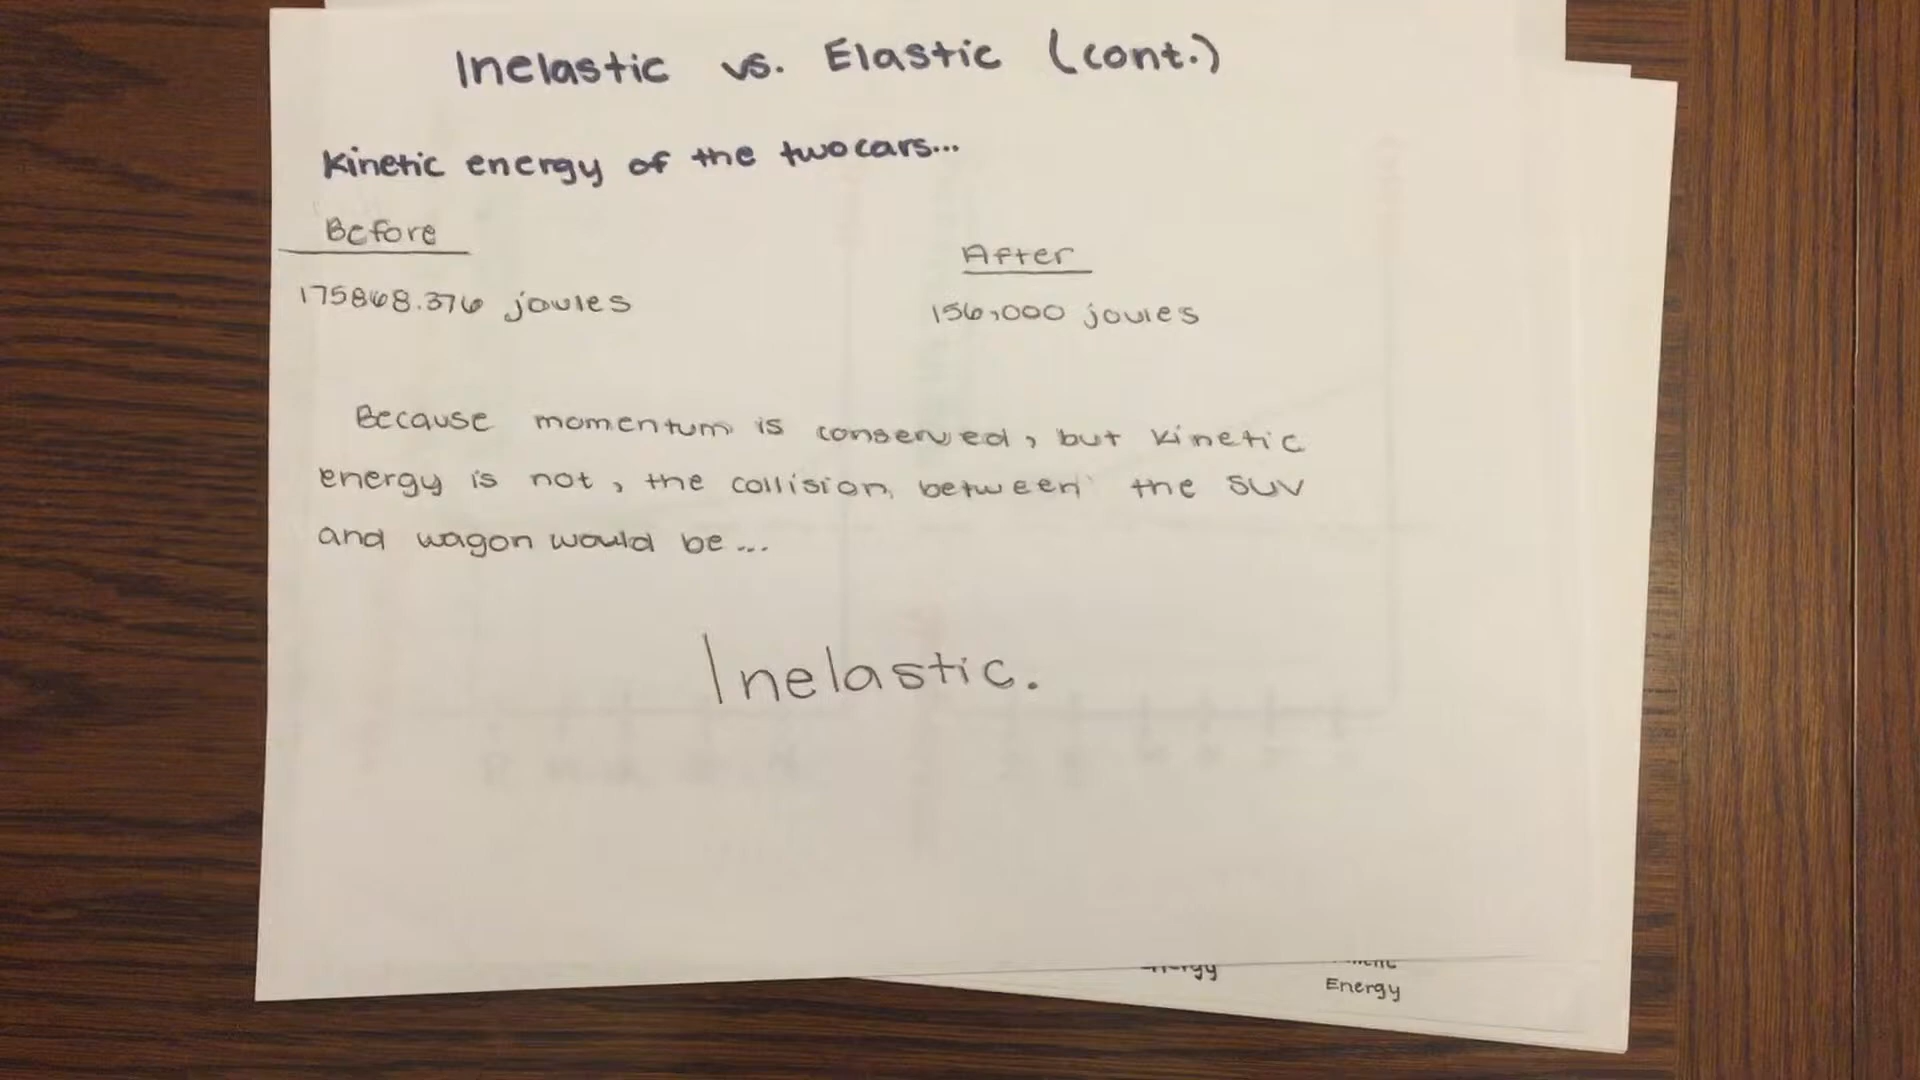 Inelastic vs. Elastic (cont.)
Kinetic energy of the two cars...
Before
After
175868.376 joules
156,000 joules
Because momentum is conserved, but kinetic
energy is not, the collision between the SUV
and wagon would be...
Inelastic.
Energy